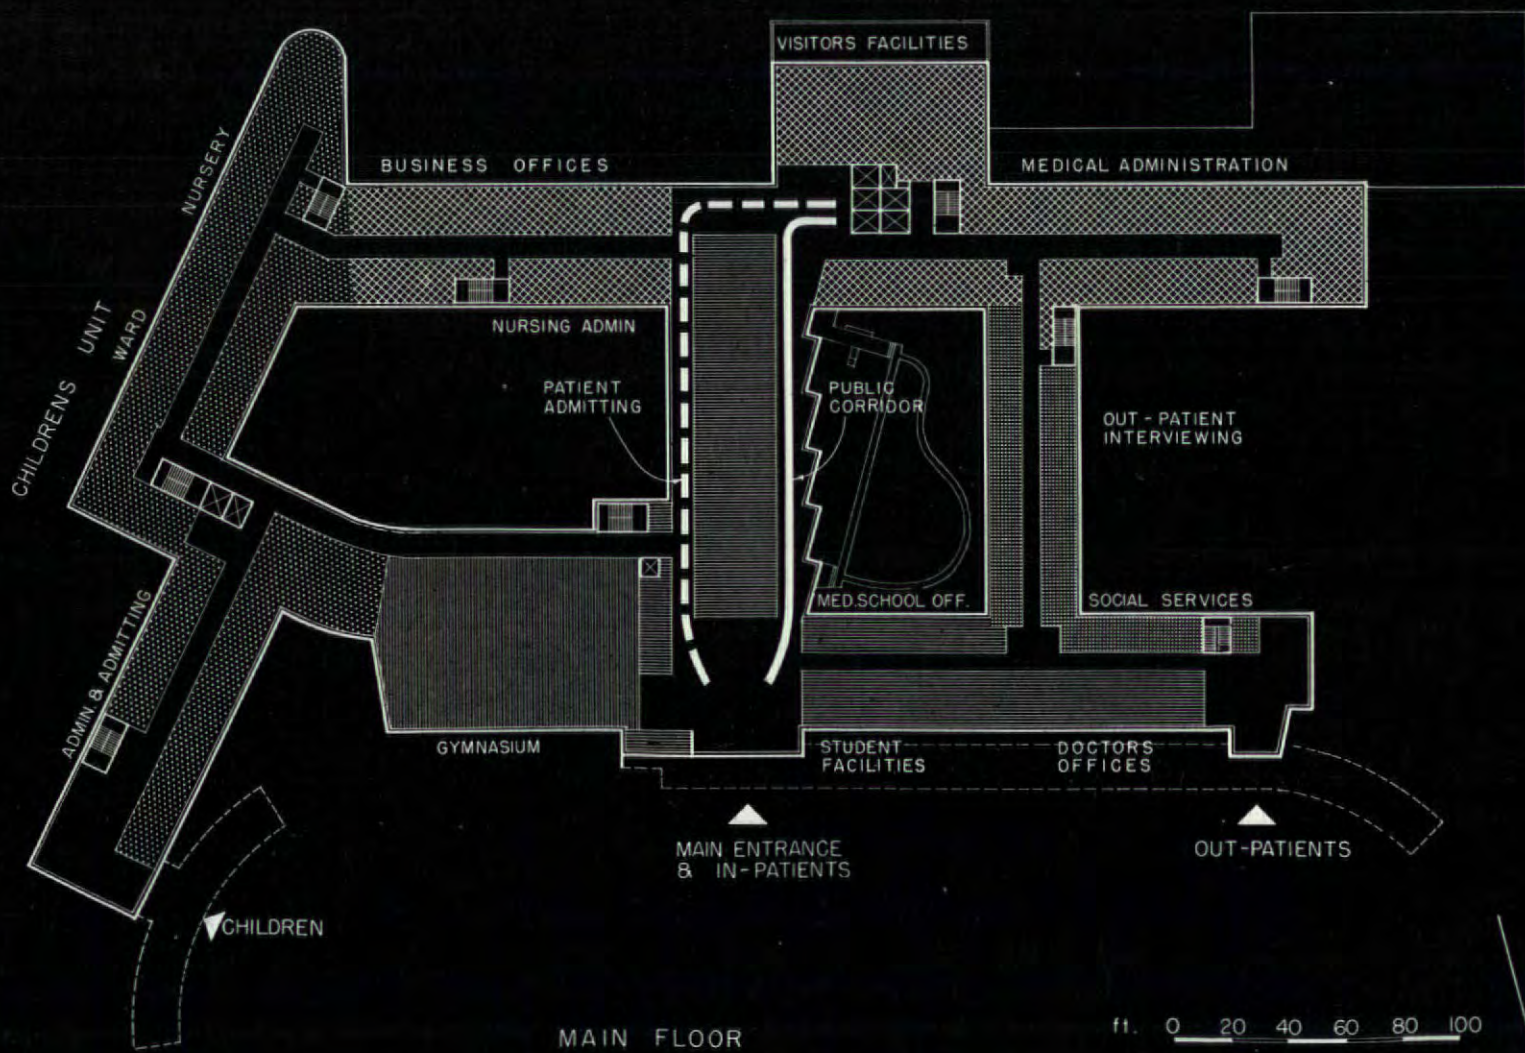 VISITORS FACILITIES
BUSINESS OFFICES
MEDICAL ADMINISTRATION
NURSERY
CHILDRENS UNIT
WARD
NURSING ADMIN
PATIENT
ADMITTING
PUBLIC
CORRIDOR
OUT-PATIENT
INTERVIEWING
MED.SCHOOL OFF.
SOCIAL SERVICES
ADMIN. & ADMITTING
GYMNASIUM
STUDENT
FACILITIES
DOCTORS
OFFICES
MAIN ENTRANCE
& IN-PATIENTS
OUT-PATIENTS
CHILDREN
MAIN FLOOR
ft. 0 20 40 60 80 100